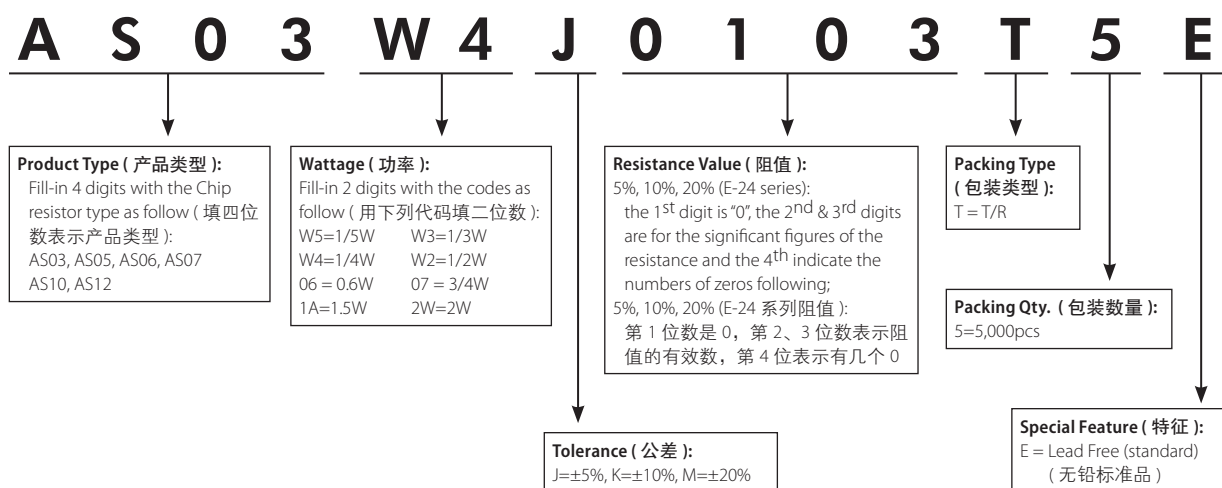 A S 0 3 W 4 J 0 1 0 3 T 5 E
Product Type ( 产品类型 ):
Fill-in 4 digits with the Chip
resistor type as follow ( 填四位
数表示产品类型 ):
AS03, AS05, AS06, AS07
AS10, AS12
Wattage ( 功率 ):
Fill-in 2 digits with the codes as
follow ( 用下列代码填二位数 ):
W5=1/5W W3=1/3W
W4=1/4W W2=1/2W
06 = 0.6W 07 = 3/4W
1A=1.5W 2W=2W
Resistance Value ( 阻值 ):
5%, 10%, 20% (E-24 series):
the 1st digit is “0”, the 2nd & 3rd digits
are for the significant figures of the
resistance and the 4th indicate the
numbers of zeros following;
5%, 10%, 20% (E-24 系列阻值 ):
第 1 位数是 0，第 2、3 位数表示阻
值的有效数，第 4 位表示有几个 0
Packing Type
( 包装类型 ):
T = T/R
Packing Qty. ( 包装数量 ):
5=5,000pcs
Tolerance ( 公差 ):
J=±5%, K=±10%, M=±20%
Special Feature ( 特征 ):
E = Lead Free (standard)
( 无铅标准品 )